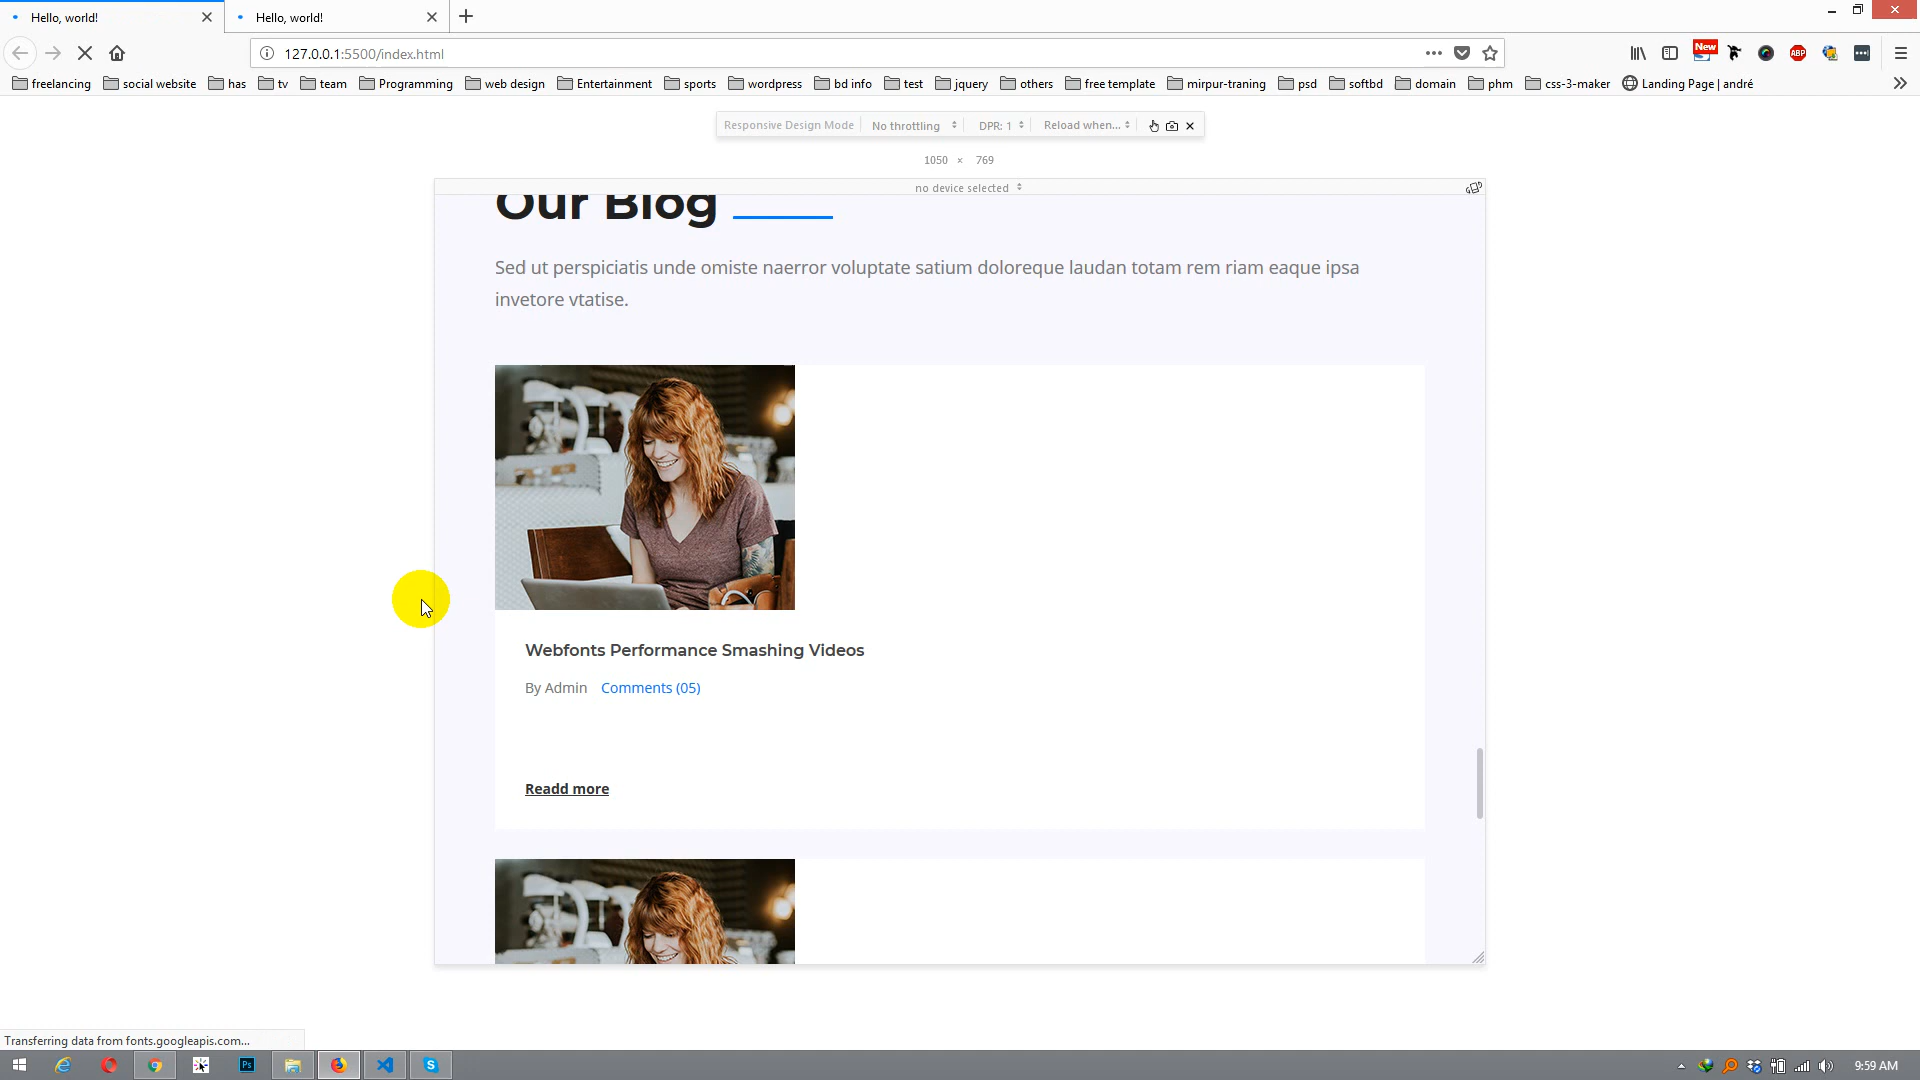 Hello, world!
Hello, world!
127.0.0.1:5500/index.html
New
ABP
freelancing
social website
has
tv
team
Programming
web design
Entertainment
sports
wordpress
bd info
test
jquery
others
free template
mirpur-traning
psd
softbd
domain
phm
css-3-maker
Landing Page | andré
Responsive Design Mode
No throttling
DPR: 1
Reload when...
1050 × 769
no device selected
Our Blog
Sed ut perspiciatis unde omiste naerror voluptate satium doloreque laudan totam rem riam eaque ipsa
invetore vtatise.
Webfonts Performance Smashing Videos
By Admin Comments (05)
Readd more
Transferring data from fonts.googleapis.com...
Ps
9:59 AM